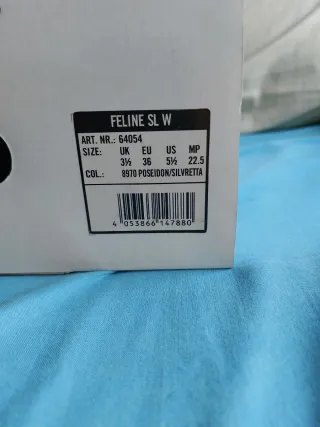 FELINE SL W
ART. NR.: 64054
SIZE: UK EU US MP
3½ 36 5½ 22.5
COL.: 8970 POSEIDON/SILVRETTA
4 053866 147880